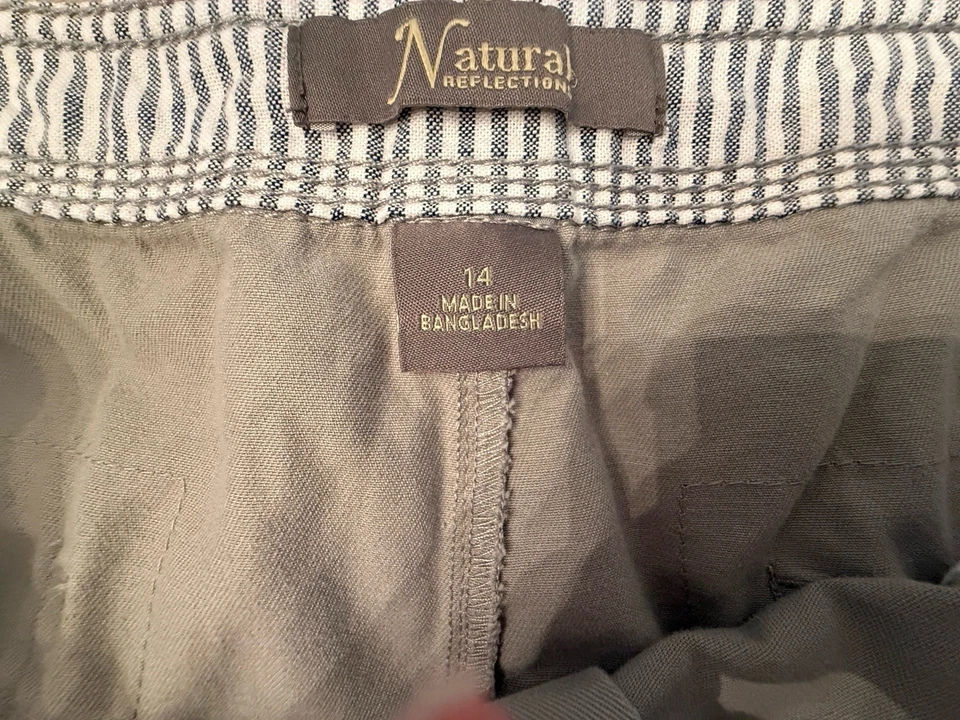 Natural
REFLECTIONS
14
MADE IN
BANGLADESH